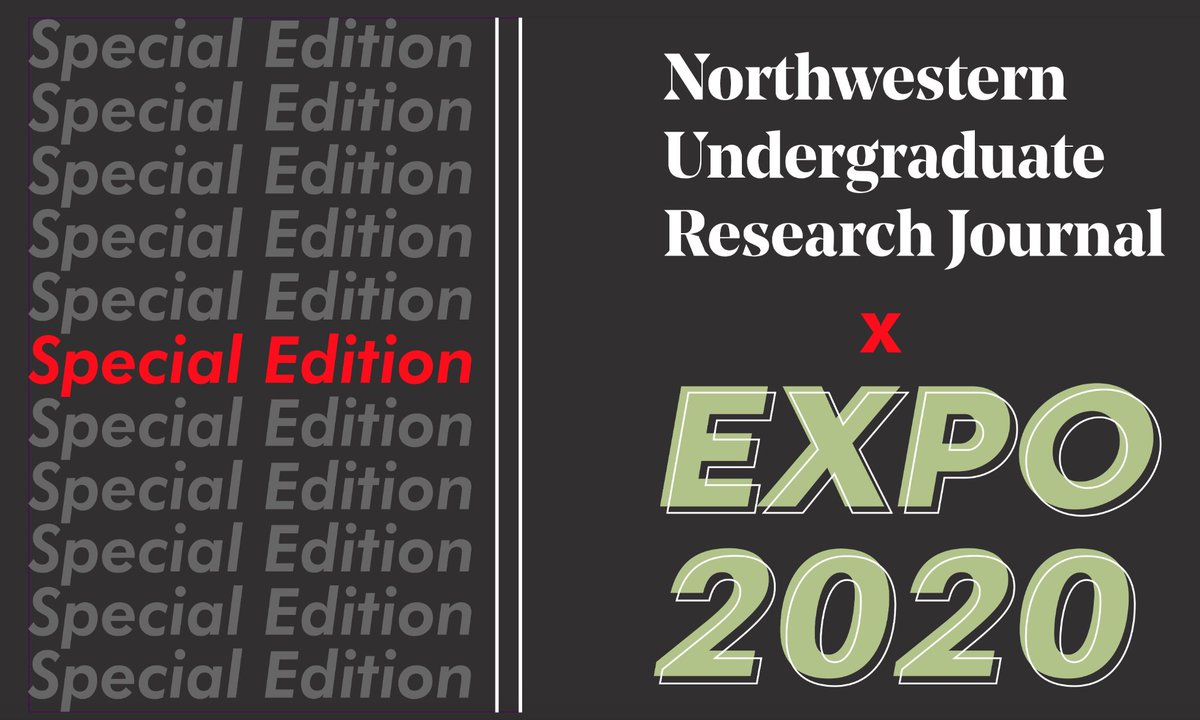 Special Edition
Special Edition
Special Edition
Special Edition
Special Edition
Special Edition
Special Edition
Special Edition
Special Edition
Special Edition
Special Edition
Northwestern
Undergraduate
Research Journal
x
EXPO
2020